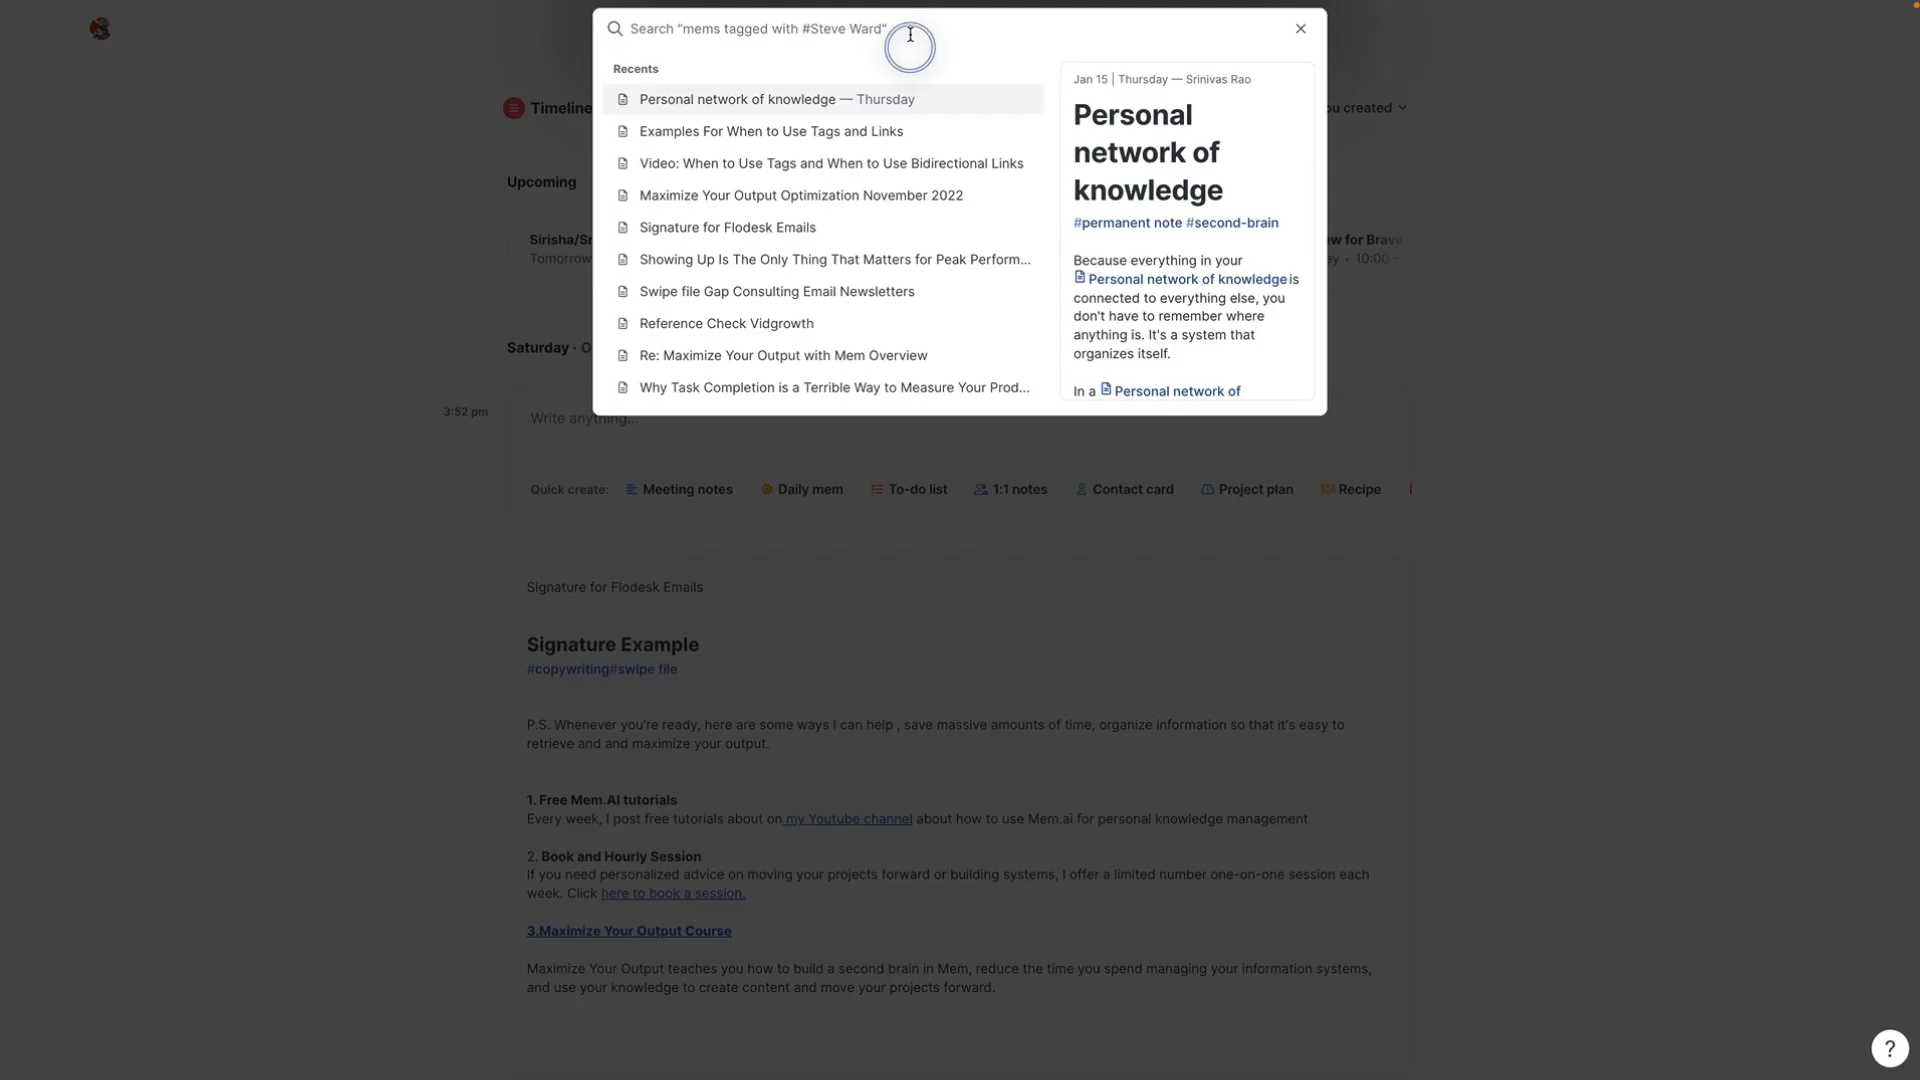 Search "mems tagged with #Steve Ward"
Recents
Personal network of knowledge — Thursday
Examples For When to Use Tags and Links
Video: When to Use Tags and When to Use Bidirectional Links
Maximize Your Output Optimization November 2022
Signature for Flodesk Emails
Showing Up Is The Only Thing That Matters for Peak Perform...
Swipe file Gap Consulting Email Newsletters
Reference Check Vidgrowth
Re: Maximize Your Output with Mem Overview
Why Task Completion is a Terrible Way to Measure Your Prod...
Jan 15 | Thursday — Srinivas Rao
Personal
network of
knowledge
#permanent note #second-brain
Because everything in your
Personal network of knowledge is
connected to everything else, you
don't have to remember where
anything is. It's a system that
organizes itself.
In a Personal network of
Timeline
ou created
Upcoming
Sirisha/Sr
Tomorrow
ew for Brave
ay · 10:00 -
Saturday · O
3:52 pm
Write anything...
Quick create: Meeting notes Daily mem To-do list 1:1 notes Contact card Project plan Recipe
Signature for Flodesk Emails
Signature Example
#copywriting#swipe file
P.S. Whenever you're ready, here are some ways I can help , save massive amounts of time, organize information so that it's easy to
retrieve and and maximize your output.
1. Free Mem.AI tutorials
Every week, I post free tutorials about on my Youtube channel about how to use Mem.ai for personal knowledge management
2. Book and Hourly Session
If you need personalized advice on moving your projects forward or building systems, I offer a limited number one-on-one session each
week. Click here to book a session.
3.Maximize Your Output Course
Maximize Your Output teaches you how to build a second brain in Mem, reduce the time you spend managing your information systems,
and use your knowledge to create content and move your projects forward.
?